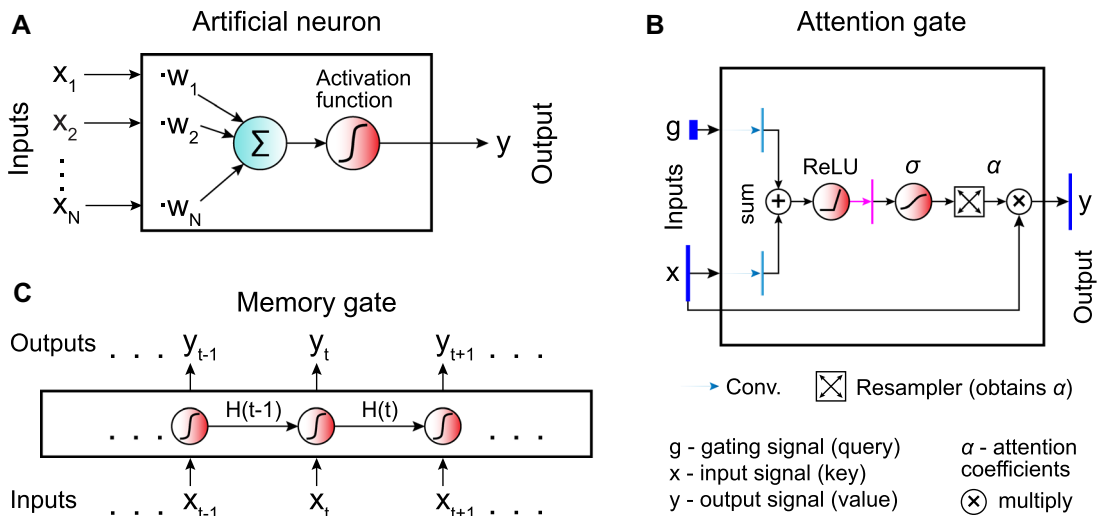 A
Artificial neuron
Inputs
x1
x2
xN
·w1
·w2
·wN
Σ
Activation
function
y
Output
B
Attention gate
Inputs
g
x
sum
+
ReLU
σ
α
×
y
Output
Conv.
Resampler (obtains α)
g - gating signal (query)
x - input signal (key)
y - output signal (value)
α - attention
coefficients
× multiply
C
Memory gate
Outputs . . . yt-1 yt yt+1 . . .
. . . H(t-1) H(t) . . .
Inputs . . . xt-1 xt xt+1 . . .